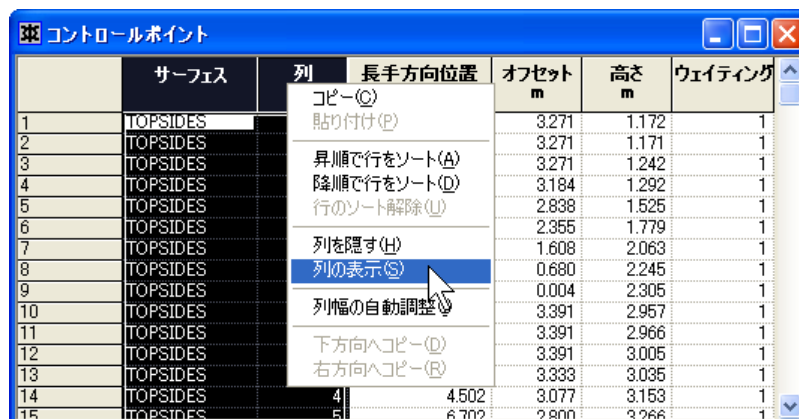 コントロールポイント
サーフェス 列 長手方向位置 オフセット m 高さ m ウェイティング
1 TOPSIDES 3.271 1.172 1
2 TOPSIDES 3.271 1.171 1
3 TOPSIDES 3.271 1.242 1
4 TOPSIDES 3.184 1.292 1
5 TOPSIDES 2.838 1.525 1
6 TOPSIDES 2.355 1.779 1
7 TOPSIDES 1.608 2.063 1
8 TOPSIDES 0.680 2.245 1
9 TOPSIDES 0.004 2.305 1
10 TOPSIDES 3.391 2.957 1
11 TOPSIDES 3.391 2.966 1
12 TOPSIDES 3.391 3.005 1
13 TOPSIDES 3.333 3.035 1
14 TOPSIDES 4 4.502 3.077 3.153 1
15 TOPSIDES 5 6.702 2.800 3.266 1
コピー(C)
貼り付け(P)
昇順で行をソート(A)
降順で行をソート(D)
行のソート解除(U)
列を隠す(H)
列の表示(S)
列幅の自動調整
下方向へコピー(D)
右方向へコピー(R)